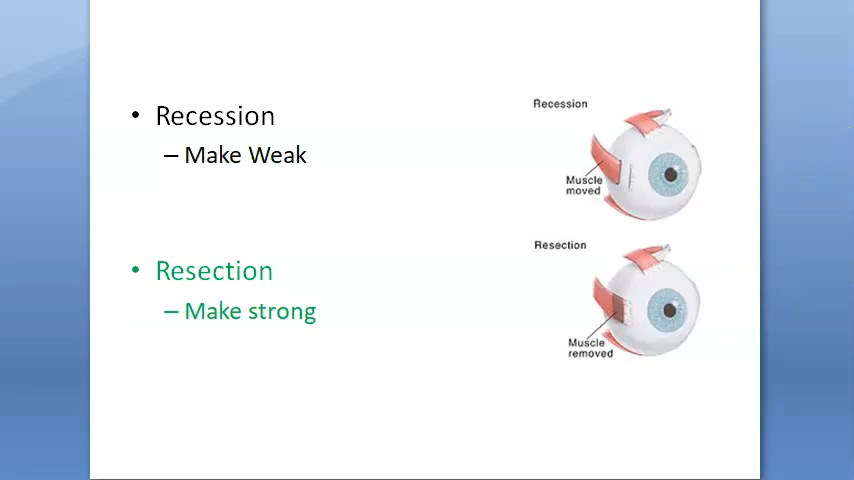 • Recession
– Make Weak
• Resection
– Make strong
Recession
Muscle
moved
Resection
Muscle
removed